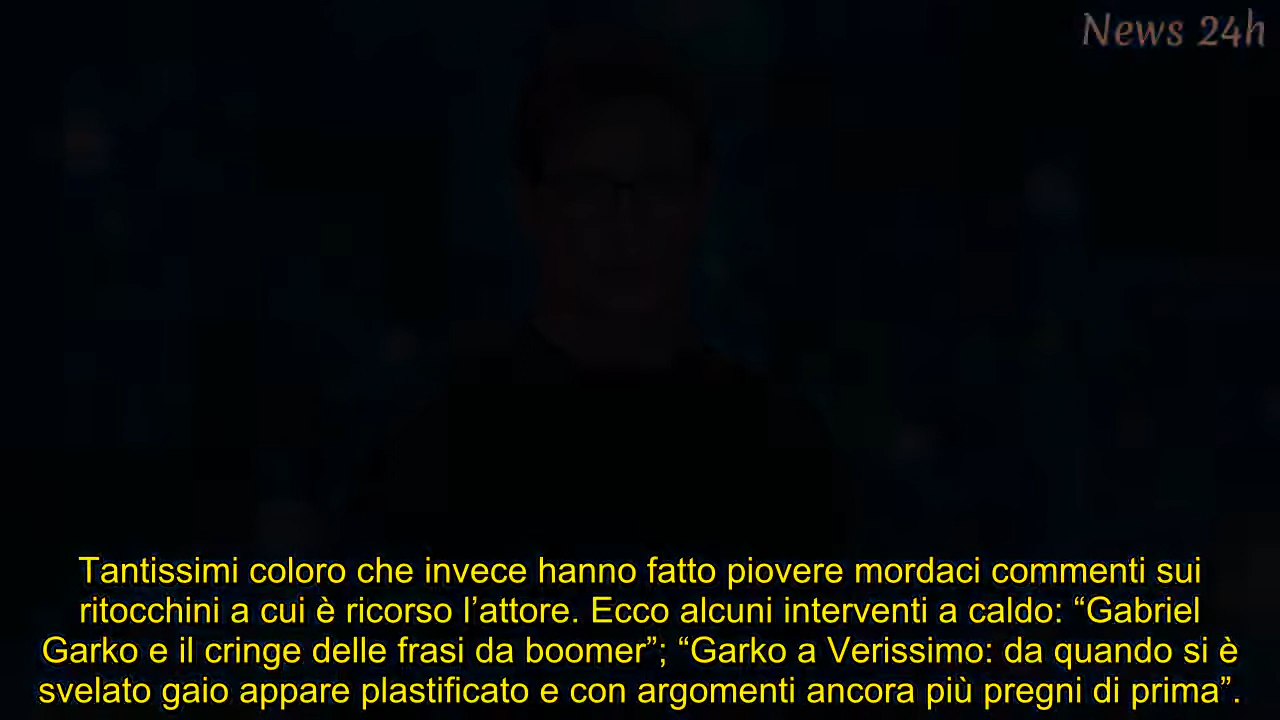 News 24h
Tantissimi coloro che invece hanno fatto piovere mordaci commenti sui
ritocchini a cui è ricorso l’attore. Ecco alcuni interventi a caldo: “Gabriel
Garko e il cringe delle frasi da boomer”; “Garko a Verissimo: da quando si è
svelato gaio appare plastificato e con argomenti ancora più pregni di prima”.